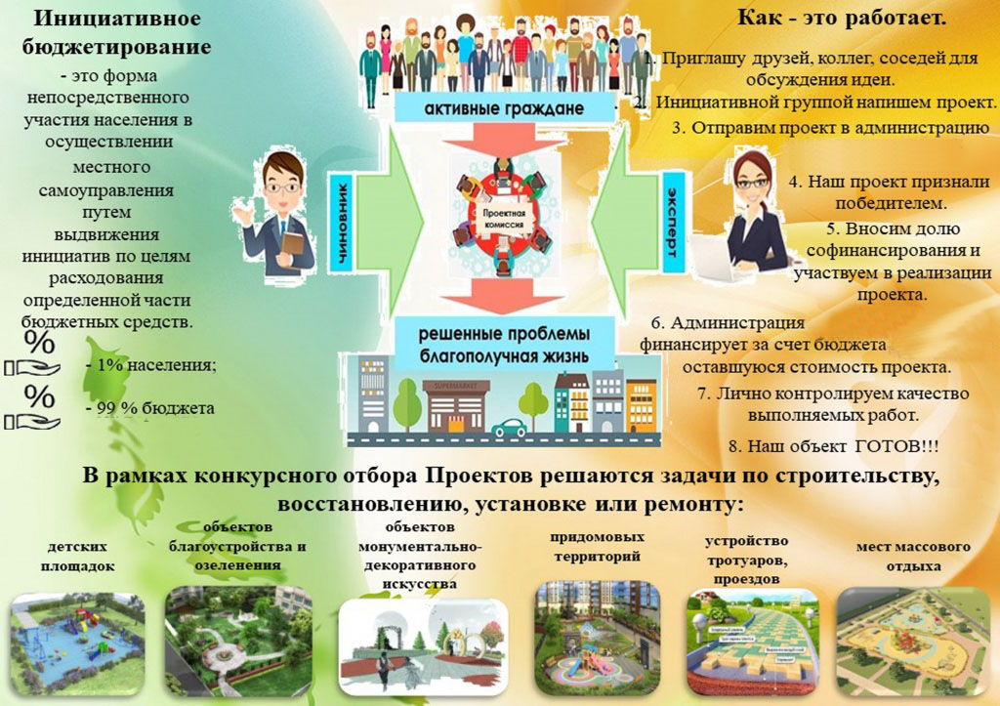 Инициативное
бюджетирование
- это форма
непосредственного
участия населения в
осуществлении
местного
самоуправления
путем
выдвижения
инициатив по целям
расходования
определенной части
бюджетных средств.
%
- 1% населения;
%
- 99 % бюджета
активные граждане
чиновник
Проектная
комиссия
эксперт
решенные проблемы
благополучная жизнь
SUPERMARKET
Как - это работает.
1. Приглашу друзей, коллег, соседей для
обсуждения идеи.
2. Инициативной группой напишем проект.
3. Отправим проект в администрацию
4. Наш проект признали
победителем.
5. Вносим долю
софинансирования и
участвуем в реализации
проекта.
6. Администрация
финансирует за счет бюджета
оставшуюся стоимость проекта.
7. Лично контролируем качество
выполняемых работ.
8. Наш объект ГОТОВ!!!
В рамках конкурсного отбора Проектов решаются задачи по строительству,
восстановлению, установке или ремонту:
детских
площадок
объектов
благоустройства и
озеленения
объектов
монументально-
декоративного
искусства
придомовых
территорий
устройство
тротуаров,
проездов
мест массового
отдыха